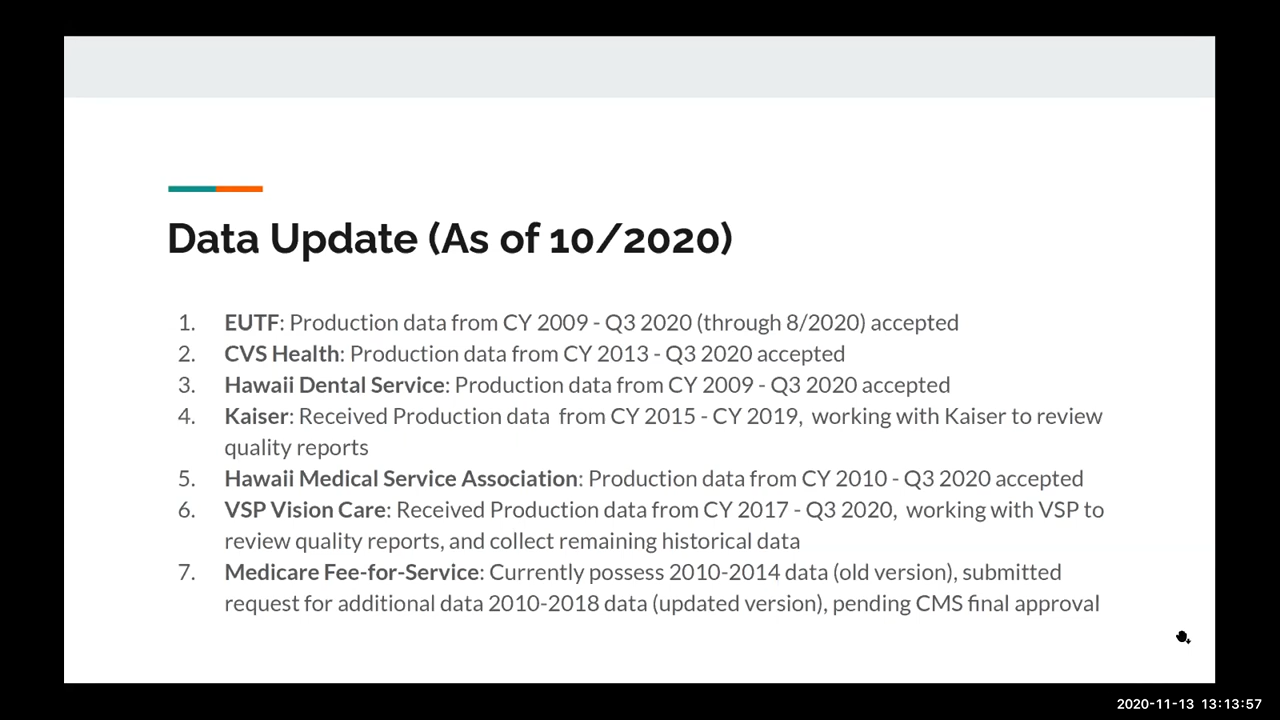 Data Update (As of 10/2020)
1. EUTF: Production data from CY 2009 - Q3 2020 (through 8/2020) accepted
2. CVS Health: Production data from CY 2013 - Q3 2020 accepted
3. Hawaii Dental Service: Production data from CY 2009 - Q3 2020 accepted
4. Kaiser: Received Production data  from CY 2015 - CY 2019,  working with Kaiser to review
quality reports
5. Hawaii Medical Service Association: Production data from CY 2010 - Q3 2020 accepted
6. VSP Vision Care: Received Production data from CY 2017 - Q3 2020,  working with VSP to
review quality reports, and collect remaining historical data
7. Medicare Fee-for-Service: Currently possess 2010-2014 data (old version), submitted
request for additional data 2010-2018 data (updated version), pending CMS final approval
2020-11-13 13:13:57